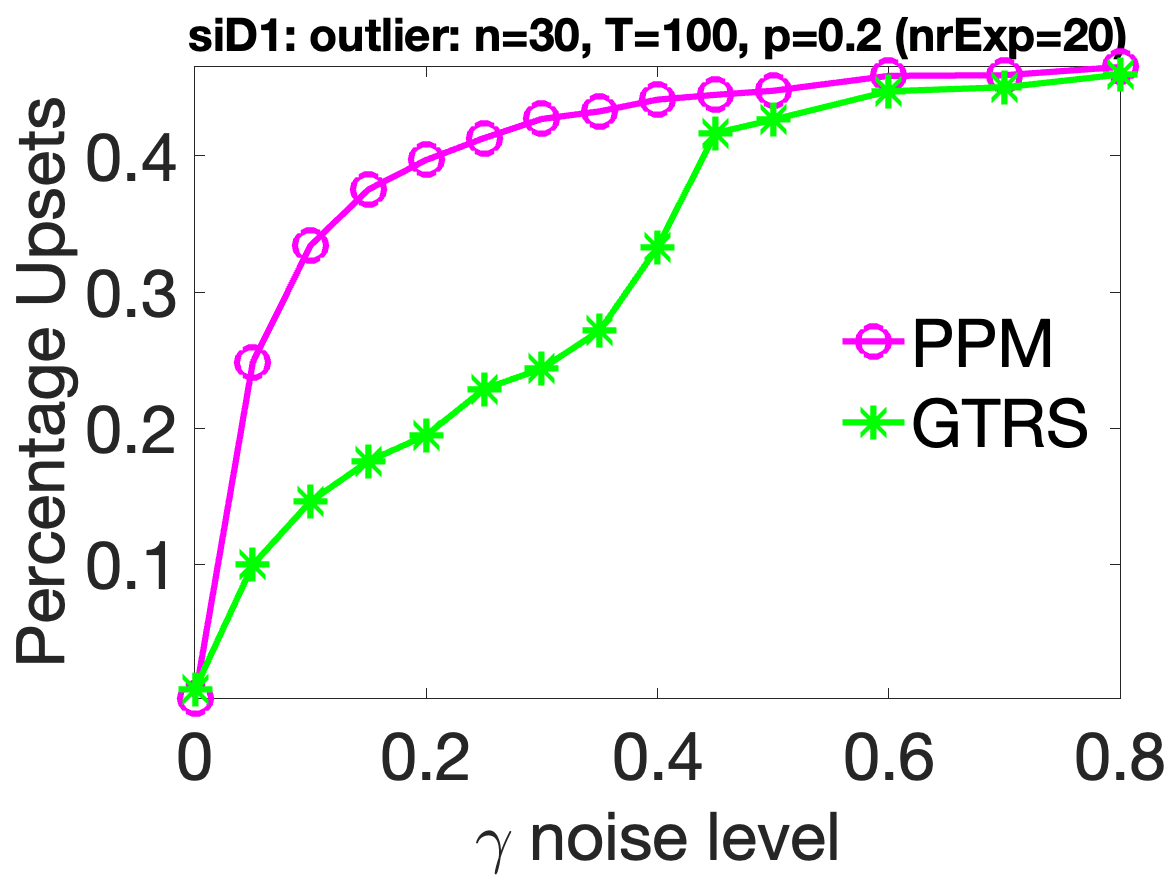 siD1: outlier: n=30, T=100, p=0.2 (nrExp=20)
Percentage Upsets
0.4
0.3
0.2
0.1
PPM
GTRS
0 0.2 0.4 0.6 0.8
γ noise level